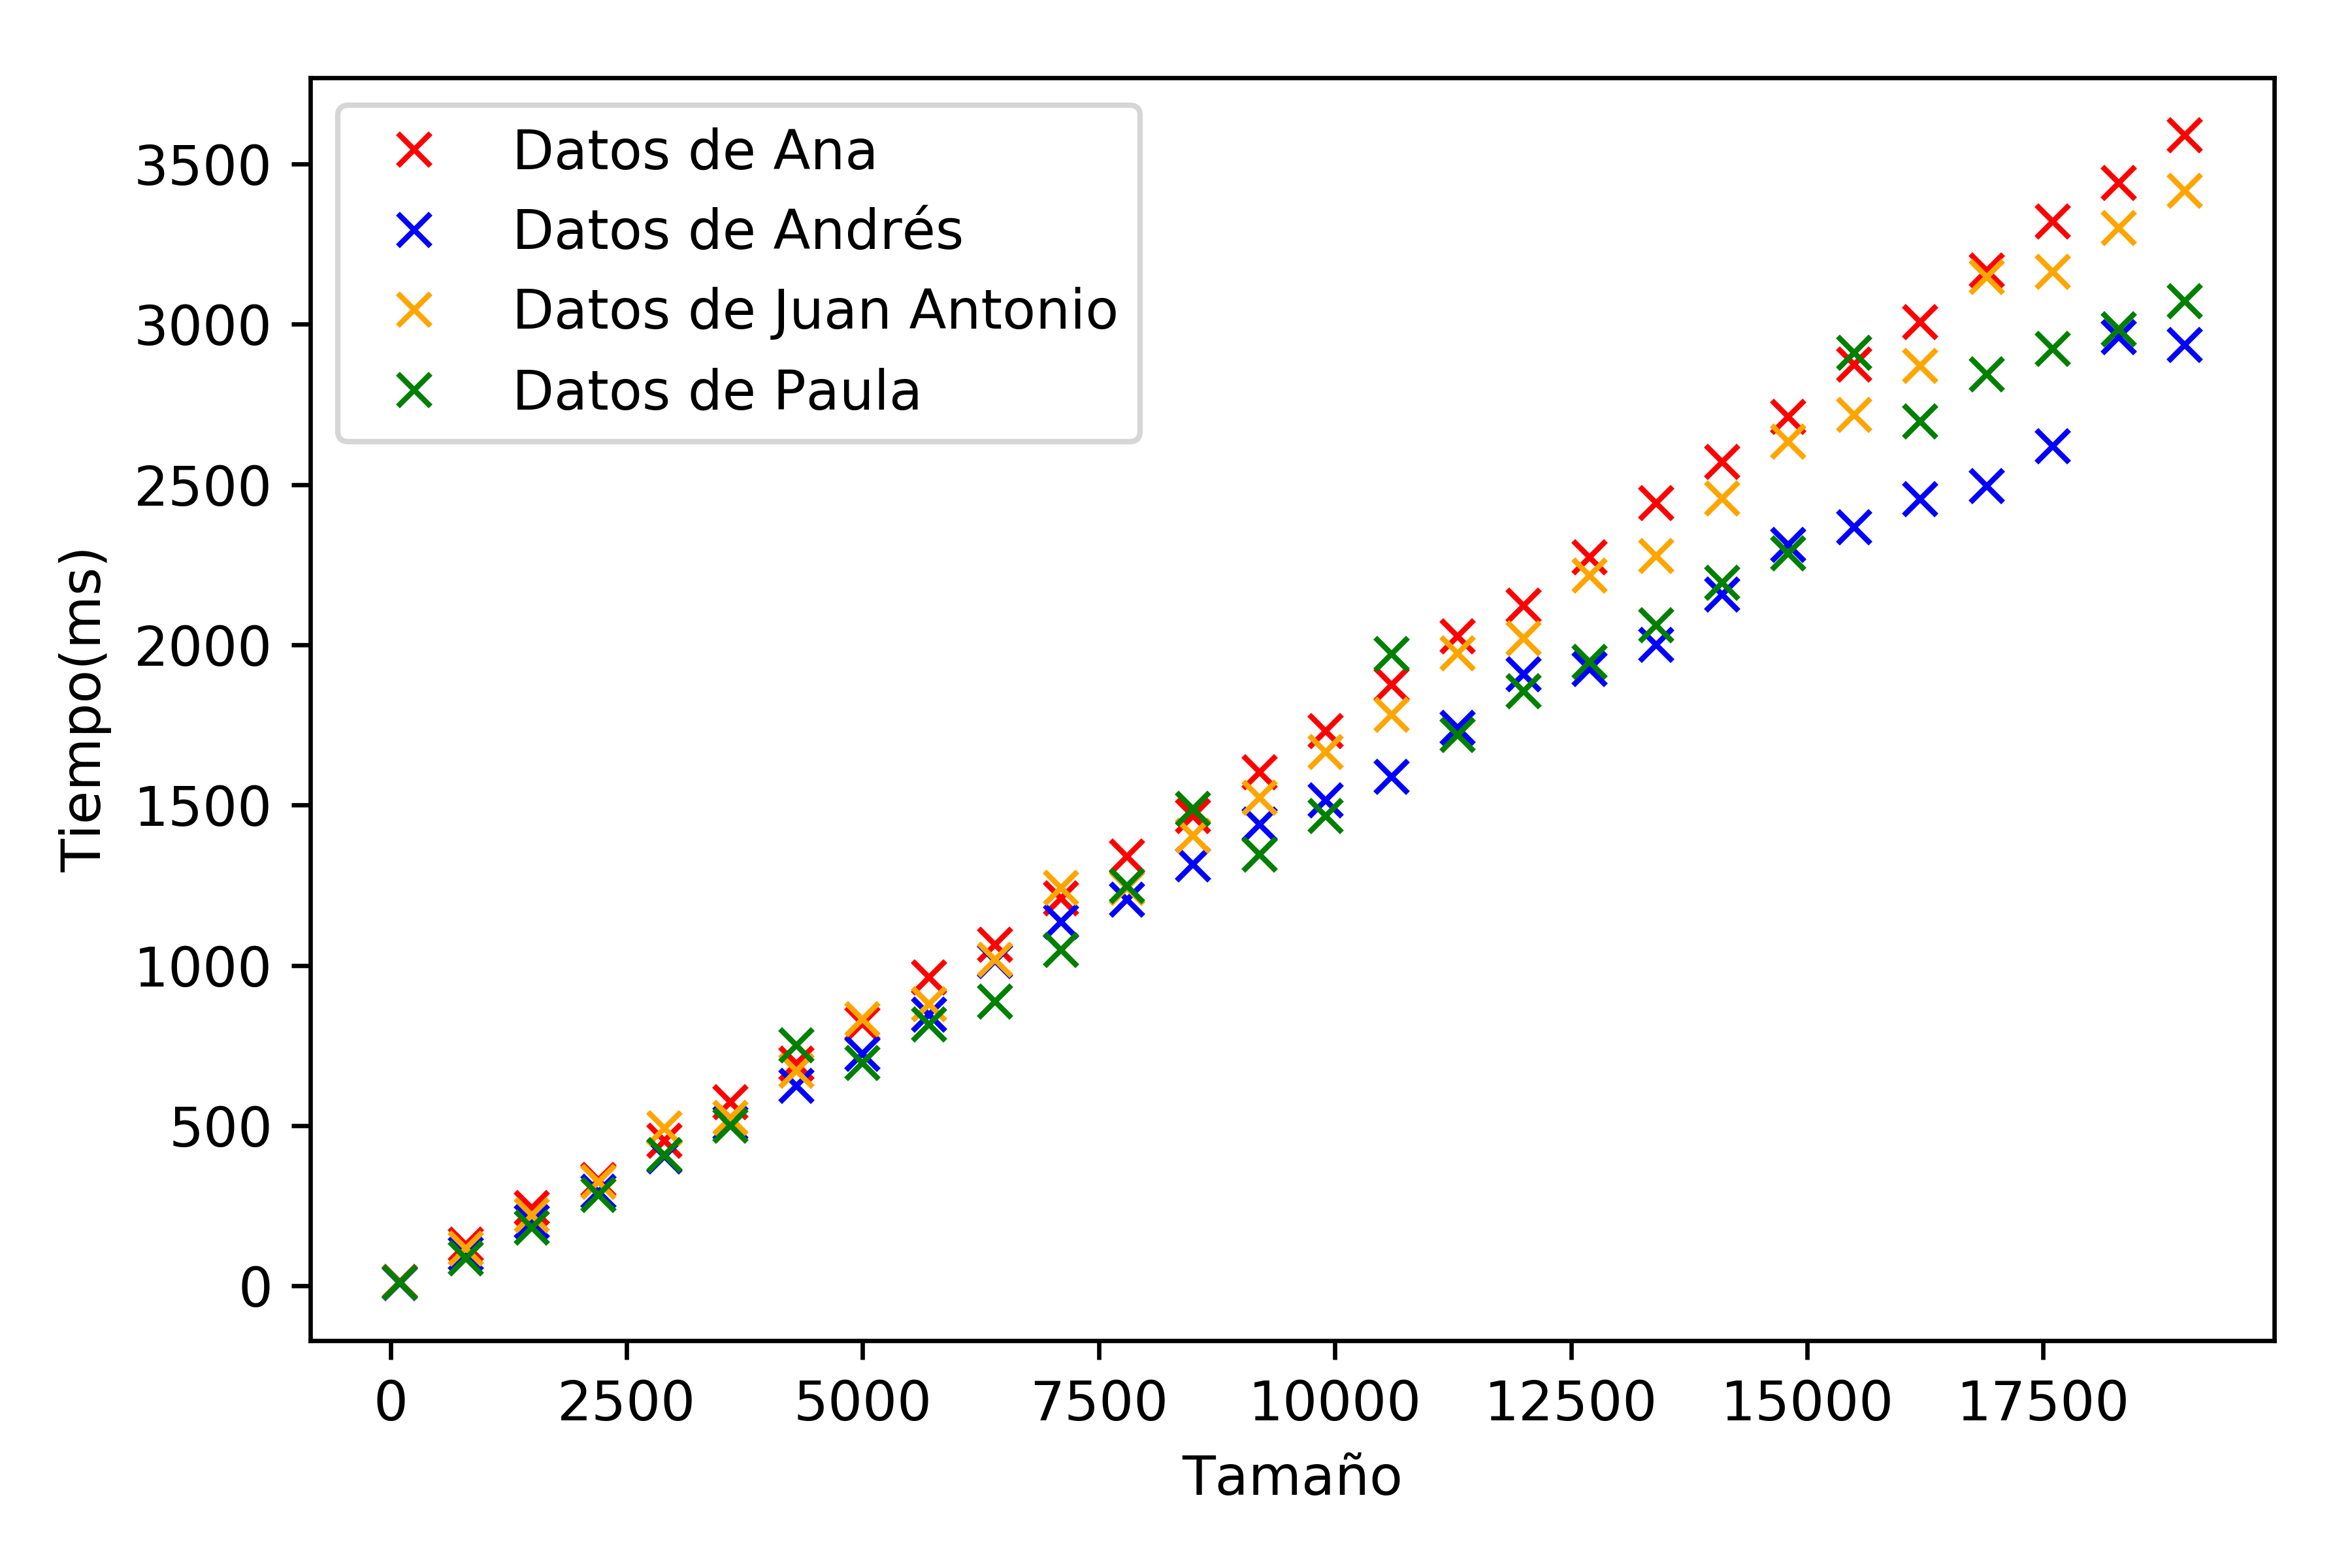 Datos de Ana
Datos de Andrés
Datos de Juan Antonio
Datos de Paula
3500
3000
2500
2000
1500
1000
500
0
Tiempo(ms)
0 2500 5000 7500 10000 12500 15000 17500
Tamaño